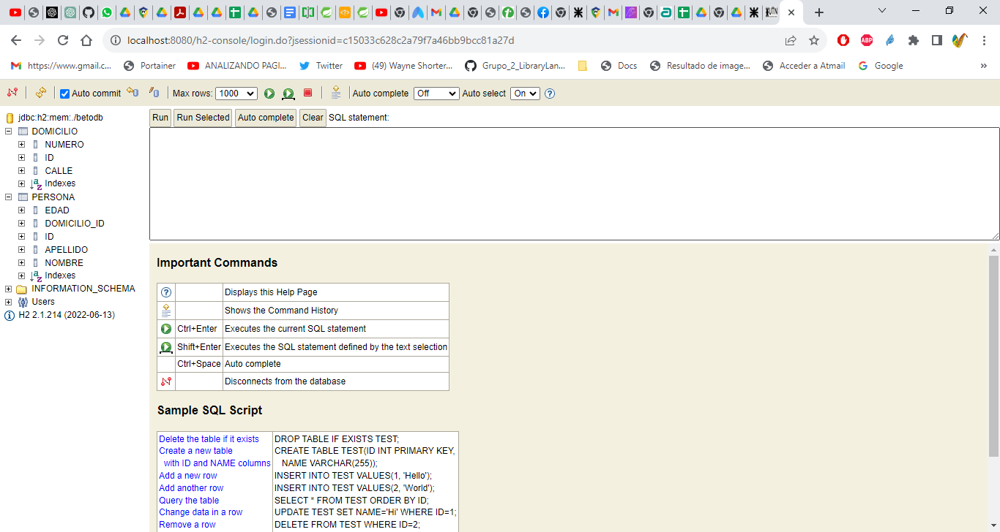 localhost:8080/h2-console/login.do?jsessionid=c15033c628c2a79f7a46bb9bcc81a27d
https://www.gmail.c... Portainer ANALIZANDO PAGI... Twitter (49) Wayne Shorter... Grupo_2_LibraryLan... Docs Resultado de image... Acceder a Atmail Google »
Auto commit Max rows: 1000 Auto complete Off Auto select On
jdbc:h2:mem:./betodb
DOMICILIO
NUMERO
ID
CALLE
Indexes
PERSONA
EDAD
DOMICILIO_ID
ID
APELLIDO
NOMBRE
Indexes
INFORMATION_SCHEMA
Users
H2 2.1.214 (2022-06-13)
Run Run Selected Auto complete Clear SQL statement:
Important Commands
Displays this Help Page
Shows the Command History
Ctrl+Enter Executes the current SQL statement
Shift+Enter Executes the SQL statement defined by the text selection
Ctrl+Space Auto complete
Disconnects from the database
Sample SQL Script
Delete the table if it exists DROP TABLE IF EXISTS TEST;
Create a new table CREATE TABLE TEST(ID INT PRIMARY KEY,
with ID and NAME columns NAME VARCHAR(255));
Add a new row INSERT INTO TEST VALUES(1, 'Hello');
Add another row INSERT INTO TEST VALUES(2, 'World');
Query the table SELECT * FROM TEST ORDER BY ID;
Change data in a row UPDATE TEST SET NAME='Hi' WHERE ID=1;
Remove a row DELETE FROM TEST WHERE ID=2;